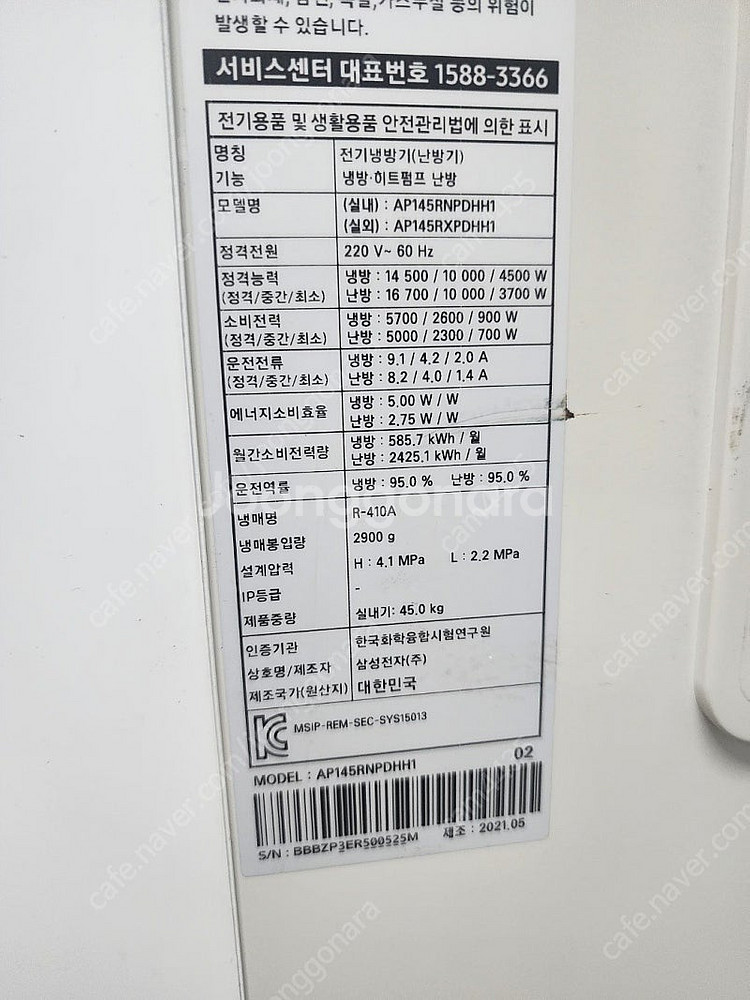 발생할 수 있습니다.
서비스센터 대표번호 1588-3366
전기용품 및 생활용품 안전관리법에 의한 표시
명칭 전기냉방기(난방기)
기능 냉방·히트펌프 난방
모델명 (실내) : AP145RNPDHH1
(실외) : AP145RXPDHH1
정격전원 220 V~ 60 Hz
정격능력 냉방 : 14 500 / 10 000 / 4500 W
(정격/중간/최소) 난방 : 16 700 / 10 000 / 3700 W
소비전력 냉방 : 5700 / 2600 / 900 W
(정격/중간/최소) 난방 : 5000 / 2300 / 700 W
운전전류 냉방 : 9.1 / 4.2 / 2.0 A
(정격/중간/최소) 난방 : 8.2 / 4.0 / 1.4 A
에너지소비효율 냉방 : 5.00 W / W
난방 : 2.75 W / W
월간소비전력량 냉방 : 585.7 kWh / 월
난방 : 2425.1 kWh / 월
운전역률 냉방 : 95.0 % 난방 : 95.0 %
냉매명 R-410A
냉매봉입량 2900 g
설계압력 H : 4.1 MPa L : 2.2 MPa
IP등급 -
제품중량 실내기: 45.0 kg
인증기관 한국화학융합시험연구원
상호명/제조자 삼성전자(주)
제조국가(원산지) 대한민국
MSIP-REM-SEC-SYS15013
MODEL : AP145RNPDHH1 02
S/N : BBBZP3ER500525M 제조 : 2021.05
joonggonara
cafe.naver.com